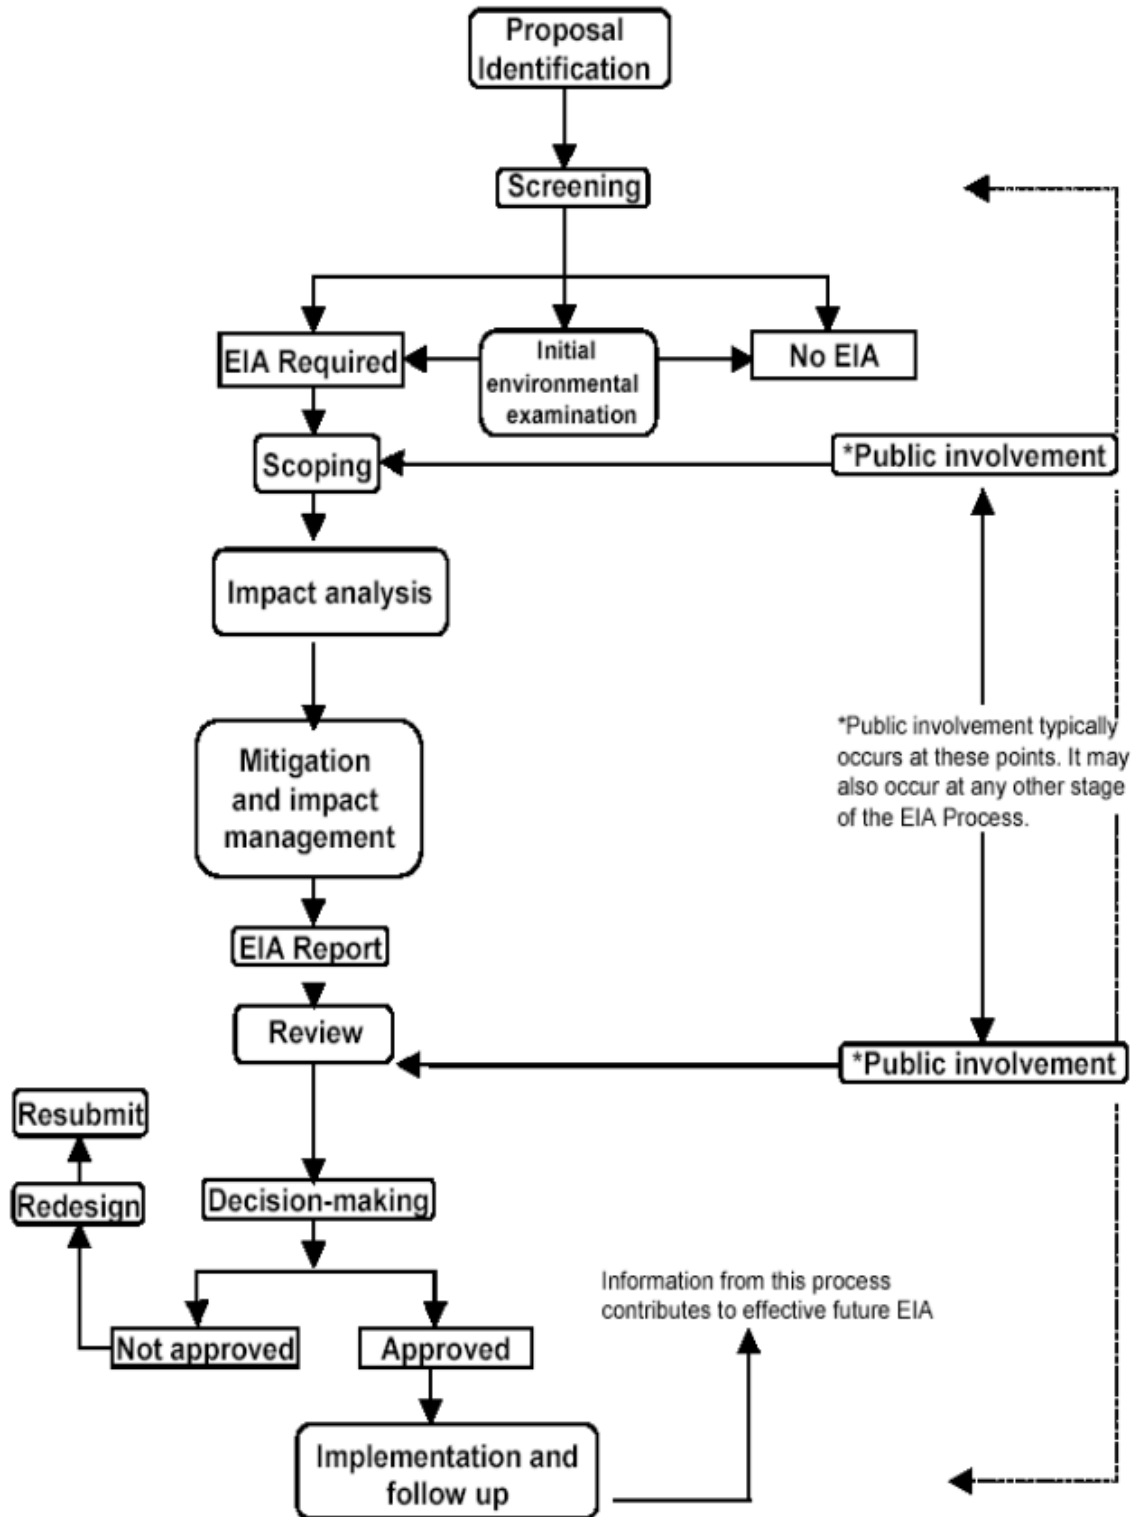 Proposal
Identification
Screening
EIA Required
Initial
environmental
examination
No EIA
Scoping
*Public involvement
Impact analysis
*Public involvement typically
occurs at these points. It may
also occur at any other stage
of the EIA Process.
Mitigation
and impact
management
EIA Report
Review
*Public involvement
Resubmit
Redesign
Decision-making
Information from this process
contributes to effective future EIA
Not approved
Approved
Implementation and
follow up